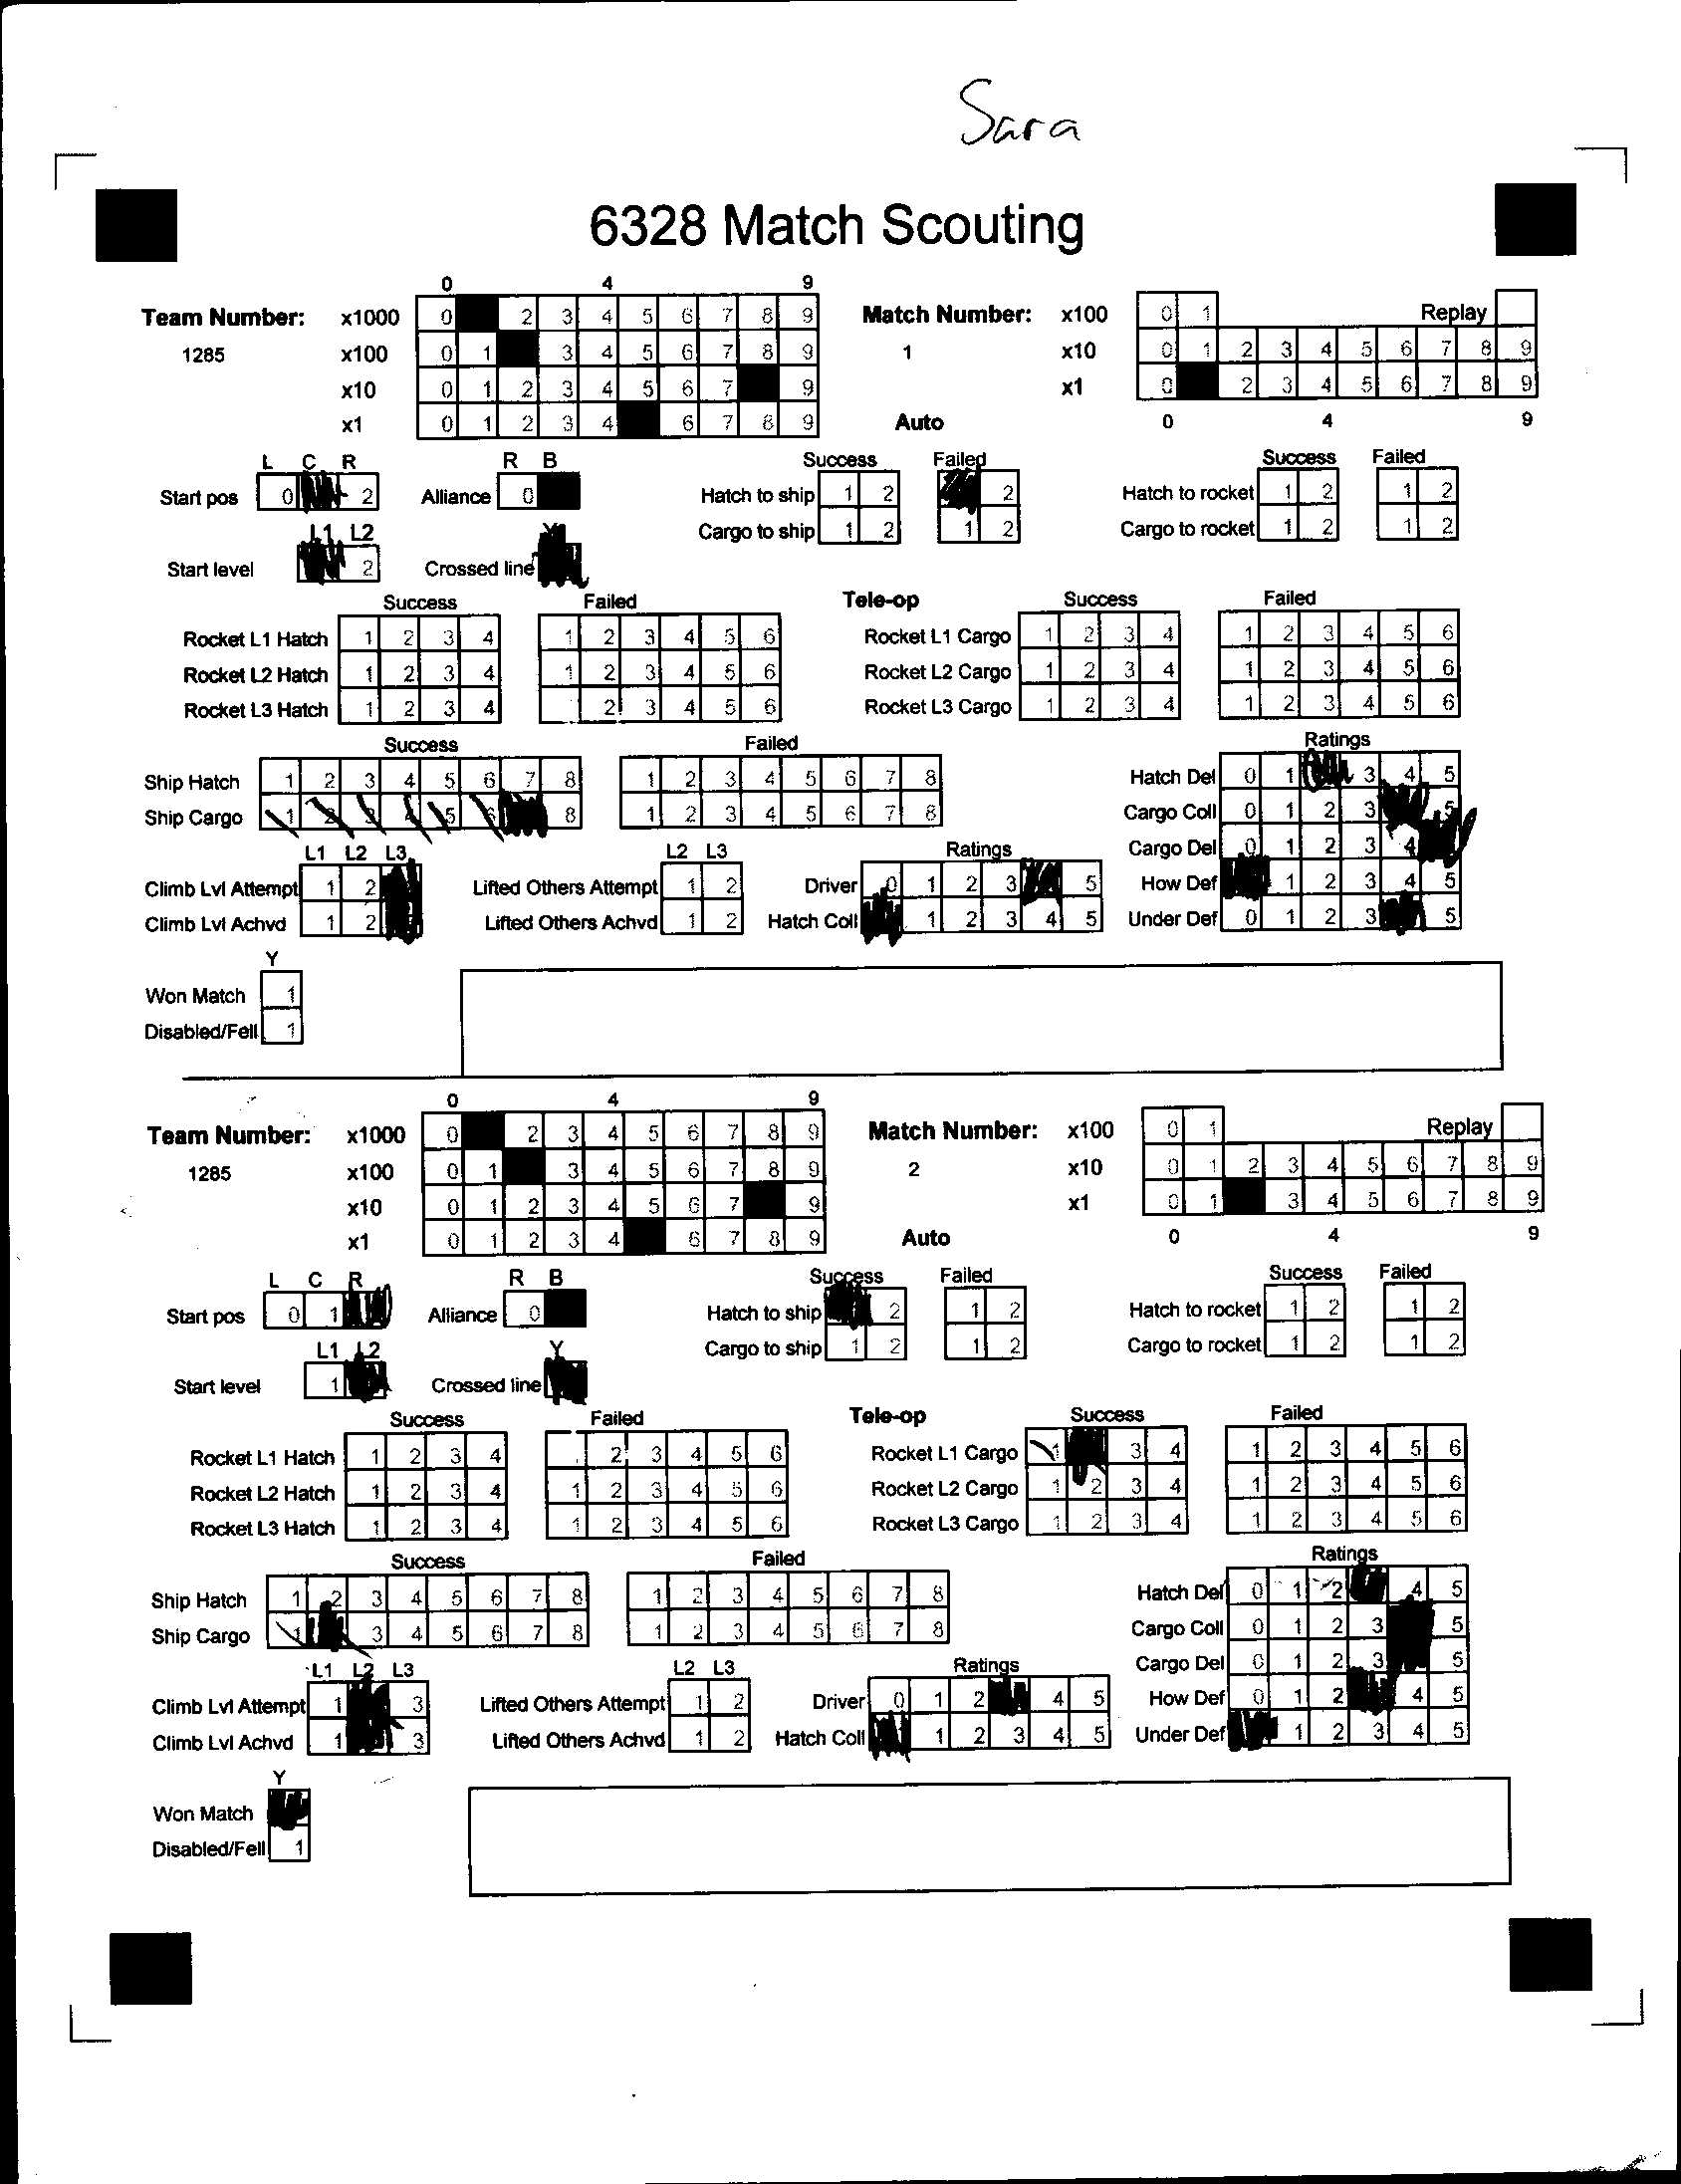 Sara
6328 Match Scouting
0 4 9
Team Number: x1000 0 2 3 4 5 6 7 8 9 Match Number: x100 0 1 Replay
1285 x100 0 1 3 4 5 6 7 8 9 1 x10 0 1 2 3 4 5 6 7 8 9
x10 0 1 2 3 4 5 6 7 9 x1 0 2 3 4 5 6 7 8 9
x1 0 1 2 3 4 6 7 8 9 Auto 0 4 9
L C R R B Success Failed Success Failed
Start pos 0 2 Alliance 0 Hatch to ship 1 2 2 Hatch to rocket 1 2 1 2
Cargo to ship 1 2 1 2 Cargo to rocket 1 2 1 2
L1 L2 Y
Start level 2 Crossed line
Success Failed Tele-op Success Failed
Rocket L1 Hatch 1 2 3 4 1 2 3 4 5 6 Rocket L1 Cargo 1 2 3 4 1 2 3 4 5 6
Rocket L2 Hatch 1 2 3 4 1 2 3 4 5 6 Rocket L2 Cargo 1 2 3 4 1 2 3 4 5 6
Rocket L3 Hatch 1 2 3 4 2 3 4 5 6 Rocket L3 Cargo 1 2 3 4 1 2 3 4 5 6
Success Failed Ratings
Ship Hatch 1 2 3 4 5 6 7 8 1 2 3 4 5 6 7 8 Hatch Del 0 1 3 4 5
Ship Cargo 1 2 3 4 5 6 8 1 2 3 4 5 6 7 8 Cargo Coll 0 1 2 3 5
L1 L2 L3 L2 L3 Ratings Cargo Del 0 1 2 3 4
Climb Lvl Attempt 1 2 Lifted Others Attempt 1 2 Driver 0 1 2 3 5 How Def 1 2 3 4 5
Climb Lvl Achvd 1 2 Lifted Others Achvd 1 2 Hatch Coll 1 2 3 4 5 Under Def 0 1 2 3 5
Y
Won Match 1
Disabled/Fell 1
0 4 9
Team Number: x1000 0 2 3 4 5 6 7 8 9 Match Number: x100 0 1 Replay
1285 x100 0 1 3 4 5 6 7 8 9 2 x10 0 1 2 3 4 5 6 7 8 9
x10 0 1 2 3 4 5 6 7 9 x1 0 1 3 4 5 6 7 8 9
x1 0 1 2 3 4 6 7 8 9 Auto 0 4 9
L C R R B Success Failed Success Failed
Start pos 0 1 Alliance 0 Hatch to ship 2 1 2 Hatch to rocket 1 2 1 2
Cargo to ship 1 2 1 2 Cargo to rocket 1 2 1 2
L1 L2 Y
Start level 1 Crossed line
Success Failed Tele-op Success Failed
Rocket L1 Hatch 1 2 3 4 2 3 4 5 6 Rocket L1 Cargo 1 3 4 1 2 3 4 5 6
Rocket L2 Hatch 1 2 3 4 1 2 3 4 5 6 Rocket L2 Cargo 1 2 3 4 1 2 3 4 5 6
Rocket L3 Hatch 1 2 3 4 1 2 3 4 5 6 Rocket L3 Cargo 1 2 3 4 1 2 3 4 5 6
Success Failed Ratings
Ship Hatch 1 2 3 4 5 6 7 8 1 2 3 4 5 6 7 8 Hatch Del 0 1 2 4 5
Ship Cargo 1 3 4 5 6 7 8 1 2 3 4 5 6 7 8 Cargo Coll 0 1 2 3 5
L1 L2 L3 L2 L3 Ratings Cargo Del 0 1 2 3 5
Climb Lvl Attempt 1 3 Lifted Others Attempt 1 2 Driver 0 1 2 4 5 How Def 0 1 2 4 5
Climb Lvl Achvd 1 3 Lifted Others Achvd 1 2 Hatch Coll 1 2 3 4 5 Under Def 1 2 3 4 5
Y
Won Match
Disabled/Fell 1